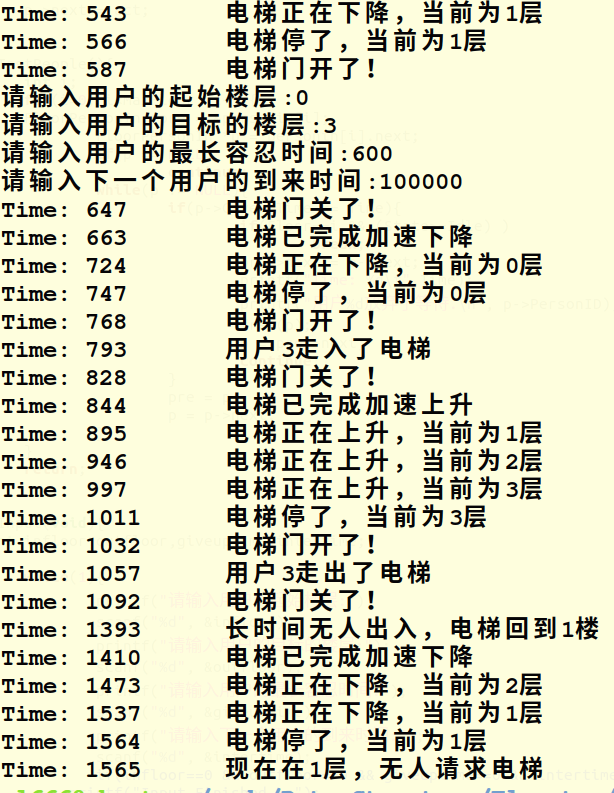 Time: 543 电梯正在下降，当前为1层
Time: 566 电梯停了，当前为1层
Time: 587 电梯门开了！
请输入用户的起始楼层:0
请输入用户的目标的楼层:3
请输入用户的最长容忍时间:600
请输入下一个用户的到来时间:100000
Time: 647 电梯门关了！
Time: 663 电梯已完成加速下降
Time: 724 电梯正在下降，当前为0层
Time: 747 电梯停了，当前为0层
Time: 768 电梯门开了！
Time: 793 用户3走入了电梯
Time: 828 电梯门关了！
Time: 844 电梯已完成加速上升
Time: 895 电梯正在上升，当前为1层
Time: 946 电梯正在上升，当前为2层
Time: 997 电梯正在上升，当前为3层
Time: 1011 电梯停了，当前为3层
Time: 1032 电梯门开了！
Time: 1057 用户3走出了电梯
Time: 1092 电梯门关了！
Time: 1393 长时间无人出入，电梯回到1楼
Time: 1410 电梯已完成加速下降
Time: 1473 电梯正在下降，当前为2层
Time: 1537 电梯正在下降，当前为1层
Time: 1564 电梯停了，当前为1层
Time: 1565 现在在1层，无人请求电梯